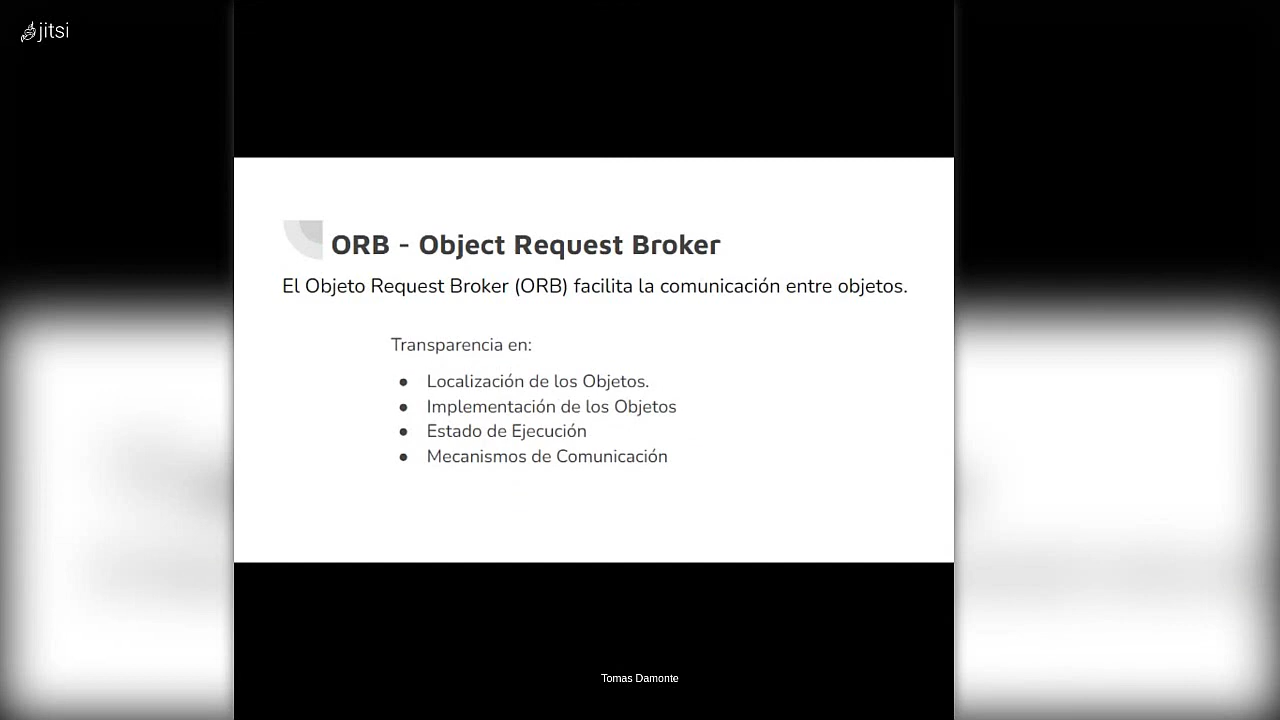 jitsi
ORB - Object Request Broker
El Objeto Request Broker (ORB) facilita la comunicación entre objetos.
Transparencia en:
● Localización de los Objetos.
● Implementación de los Objetos
● Estado de Ejecución
● Mecanismos de Comunicación
Tomas Damonte